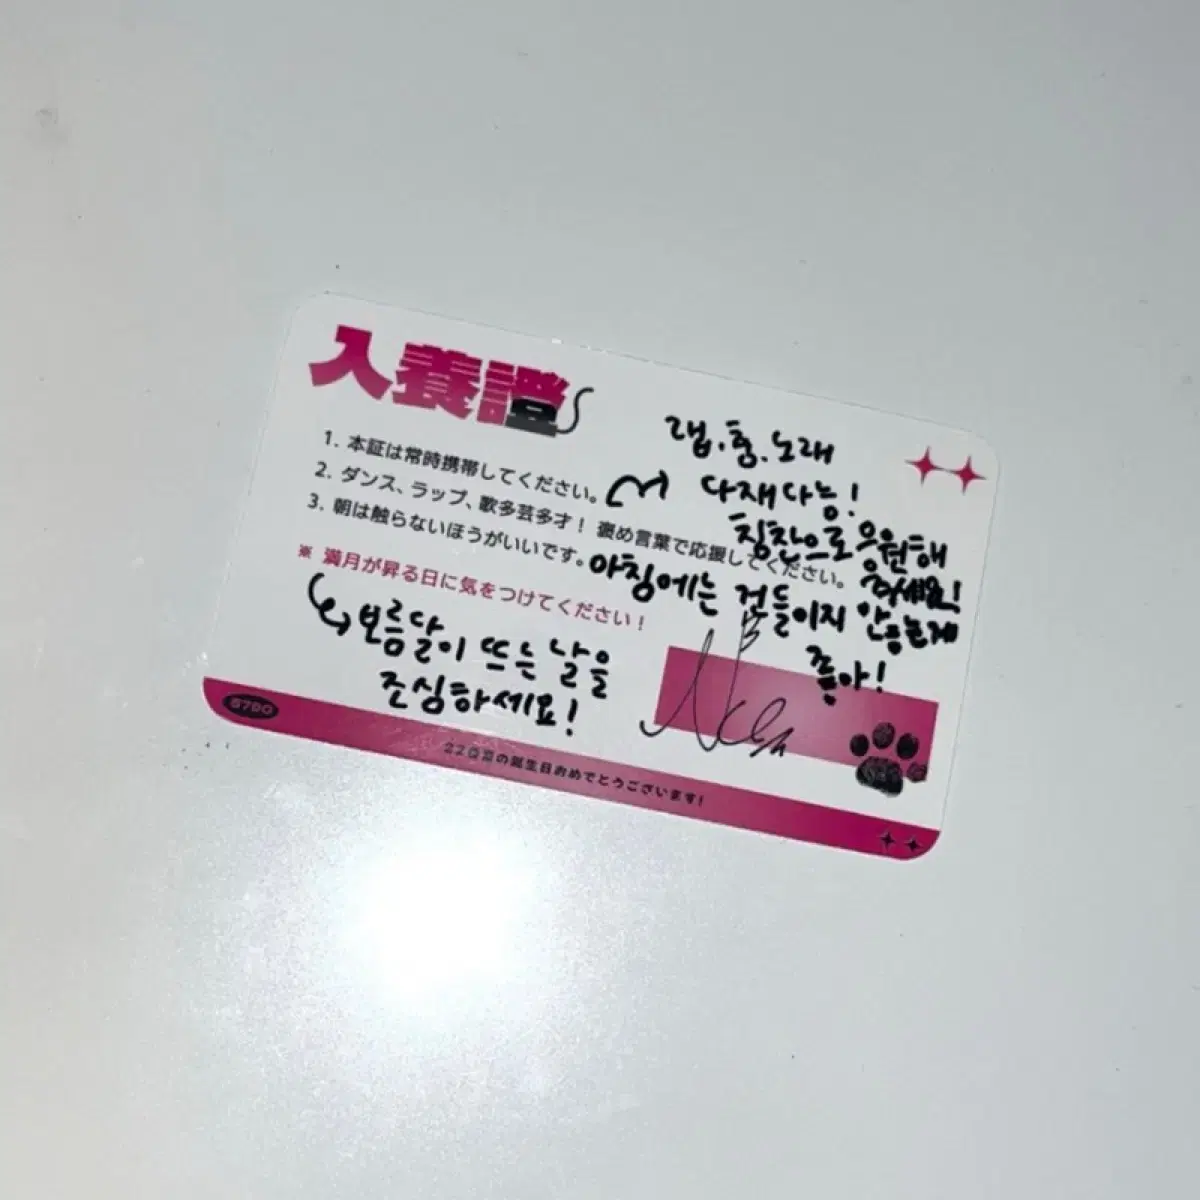 入養證
1. 本証は常時携帯してください。
2. ダンス、ラップ、歌多芸多才！ 褒め言葉で応援してください。
3. 朝は触らないほうがいいです。
※ 満月が昇る日に気をつけてください！
랩.춤.노래
다재다능!
칭찬으로 응원해
주세요!
아침에는 건들이지 않는게
좋아!
보름달이 뜨는 날을
조심하세요!
の誕生日おめでとうございます!